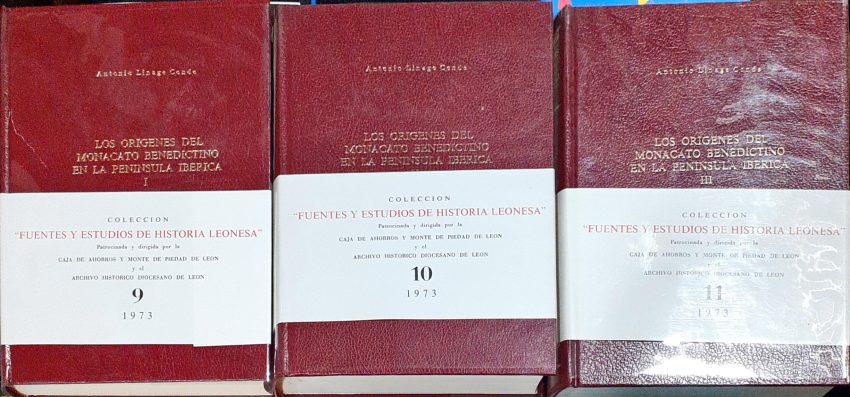 Antonio Linage Conde
LOS ORIGENES DEL
MONACATO BENEDICTINO
EN LA PENINSULA IBERICA
I
COLECCION
"FUENTES Y ESTUDIOS DE HISTORIA LEONESA"
Patrocinada y dirigida por la
CAJA DE AHORROS Y MONTE DE PIEDAD DE LEON
y el
ARCHIVO HISTORICO DIOCESANO DE LEON
9
1973
Antonio Linage Conde
LOS ORIGENES DEL
MONACATO BENEDICTINO
EN LA PENINSULA IBERICA
COLECCION
"FUENTES Y ESTUDIOS DE HISTORIA LEONESA"
Patrocinada y dirigida por la
CAJA DE AHORROS Y MONTE DE PIEDAD DE LEON
y el
ARCHIVO HISTORICO DIOCESANO DE LEON
10
1973
Antonio Linage Conde
LOS ORIGENES DEL
MONACATO BENEDICTINO
EN LA PENINSULA IBERICA
III
COLECCION
"FUENTES Y ESTUDIOS DE HISTORIA LEONESA"
Patrocinada y dirigida por la
CAJA DE AHORROS Y MONTE DE PIEDAD DE LEON
y el
ARCHIVO HISTORICO DIOCESANO DE LEON
11
1973